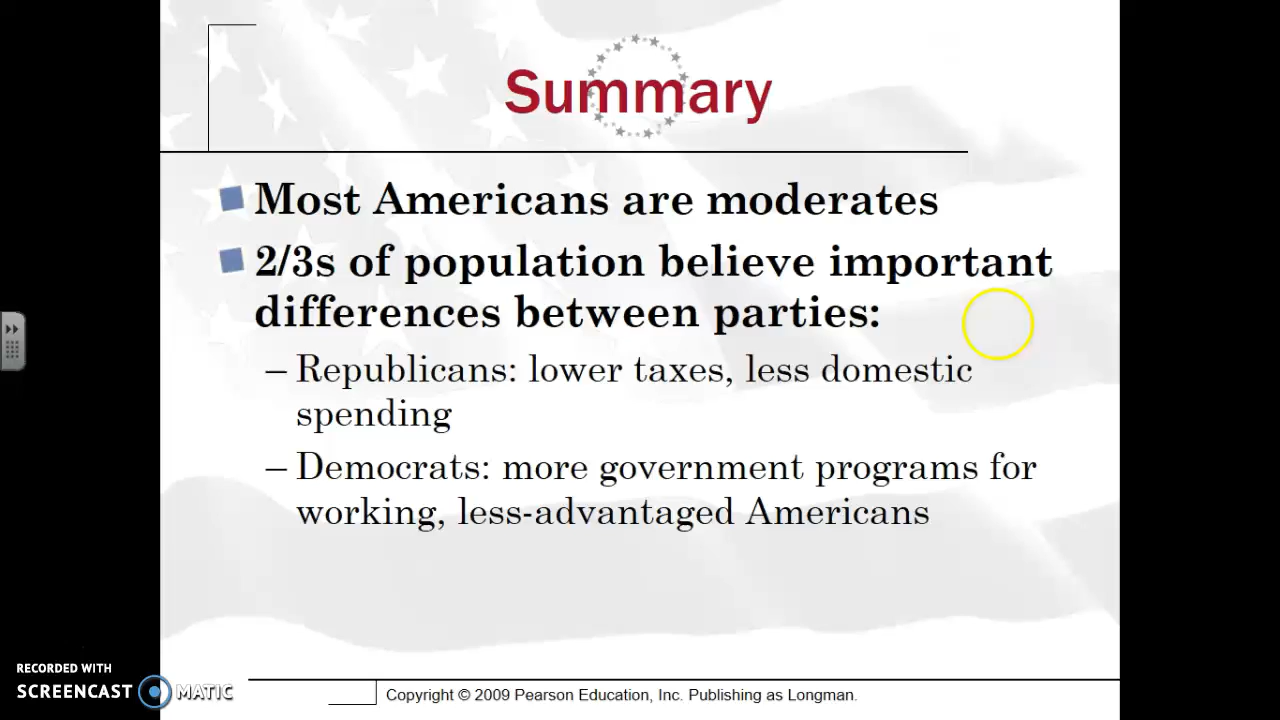 Summary
Most Americans are moderates
2/3s of population believe important
differences between parties:
– Republicans: lower taxes, less domestic
spending
– Democrats: more government programs for
working, less-advantaged Americans
RECORDED WITH
SCREENCAST MATIC
Copyright © 2009 Pearson Education, Inc. Publishing as Longman.